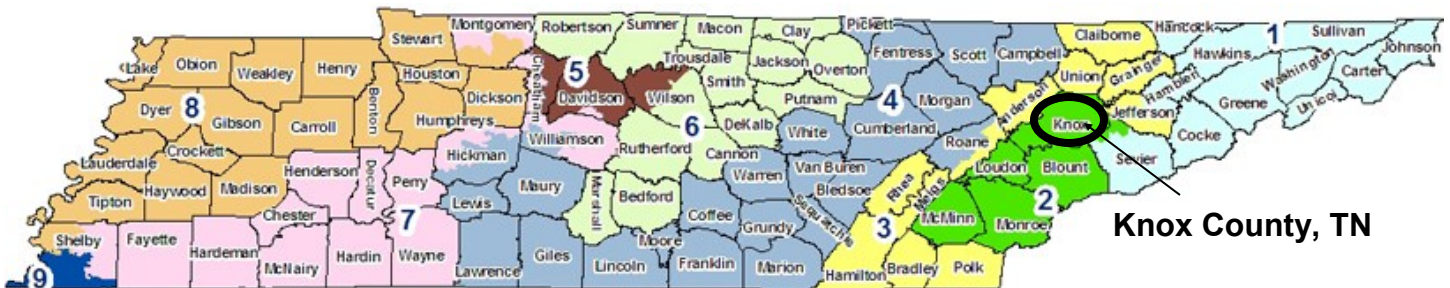 Montgomery
Robertson
Sumner
Macon
Clay
Pickett
Hancock
Sullivan
Stewart
Claiborne
1
Johnson
Lake
Obion
Weakley
Henry
Houston
Cheatham
5
Trousdale
Jackson
Overton
Fentress
Scott
Campbell
Union
Grainger
Hawkins
Hamblen
Washington
Carter
Unicoi
8
Dyer
Gibson
Carroll
Benton
Humphreys
Dickson
Davidson
Wilson
Smith
Putnam
4
Morgan
Anderson
Knox
Jefferson
Greene
Cocke
Lauderdale
Crockett
Haywood
Madison
Tipton
Henderson
Decatur
Perry
Hickman
Williamson
Rutherford
6
DeKalb
Cannon
White
Cumberland
Roane
Loudon
Blount
Sevier
Lewis
Maury
Marshall
Bedford
Warren
Van Buren
Bledsoe
Rhea
Meigs
Chester
7
Coffee
Grundy
Sequatchie
3
McMinn
Monroe
2
Knox County, TN
Shelby
Fayette
Hardeman
McNairy
Hardin
Wayne
Lawrence
Giles
Moore
Lincoln
Franklin
Marion
Hamilton
Bradley
Polk
9